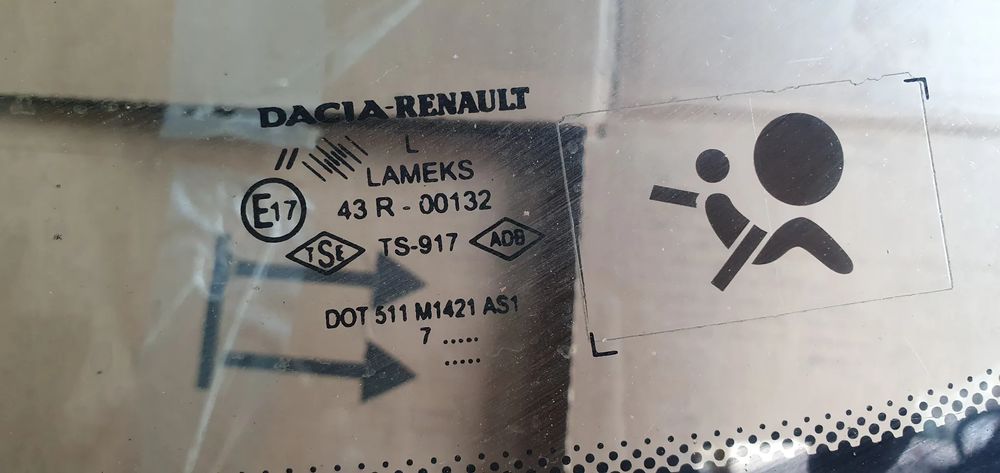 DACIA-RENAULT
L
LAMEKS
E17 43 R - 00132
TSE TS-917 ADB
DOT 511 M1421 AS1
7 .....
.....